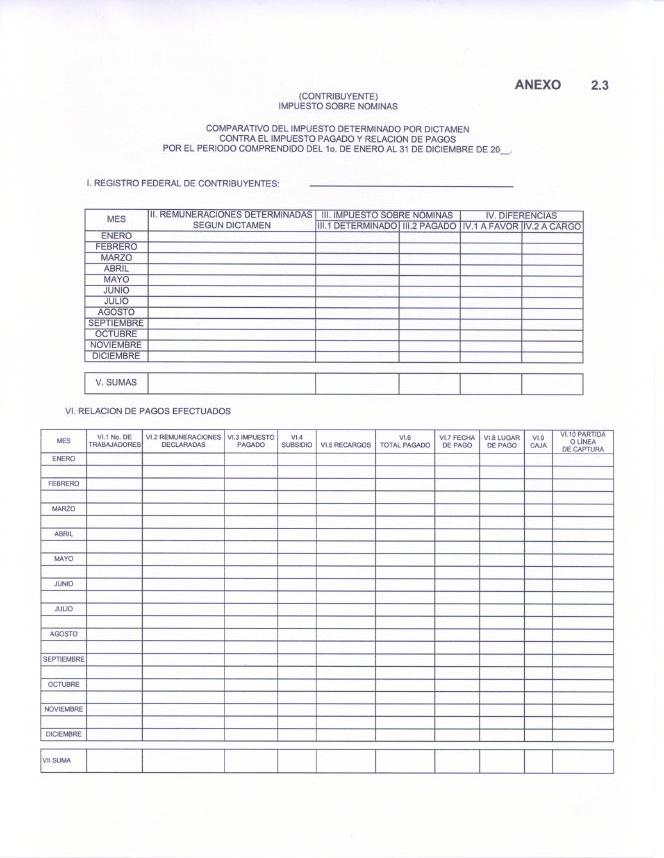 ANEXO 2.3
(CONTRIBUYENTE)
IMPUESTO SOBRE NOMINAS
COMPARATIVO DEL IMPUESTO DETERMINADO POR DICTAMEN
CONTRA EL IMPUESTO PAGADO Y RELACION DE PAGOS
POR EL PERIODO COMPRENDIDO DEL 1o. DE ENERO AL 31 DE DICIEMBRE DE 20__.
I. REGISTRO FEDERAL DE CONTRIBUYENTES:
MES II. REMUNERACIONES DETERMINADAS III. IMPUESTO SOBRE NOMINAS IV. DIFERENCIAS
SEGUN DICTAMEN III.1 DETERMINADO III.2 PAGADO IV.1 A FAVOR IV.2 A CARGO
ENERO
FEBRERO
MARZO
ABRIL
MAYO
JUNIO
JULIO
AGOSTO
SEPTIEMBRE
OCTUBRE
NOVIEMBRE
DICIEMBRE
V. SUMAS
VI. RELACION DE PAGOS EFECTUADOS
MES VI.1 No. DE TRABAJADORES VI.2 REMUNERACIONES DECLARADAS VI.3 IMPUESTO PAGADO VI.4 SUBSIDIO VI.5 RECARGOS VI.6 TOTAL PAGADO VI.7 FECHA DE PAGO VI.8 LUGAR DE PAGO VI.9 CAJA VI.10 PARTIDA O LÍNEA DE CAPTURA
ENERO
FEBRERO
MARZO
ABRIL
MAYO
JUNIO
JULIO
AGOSTO
SEPTIEMBRE
OCTUBRE
NOVIEMBRE
DICIEMBRE
VII SUMA